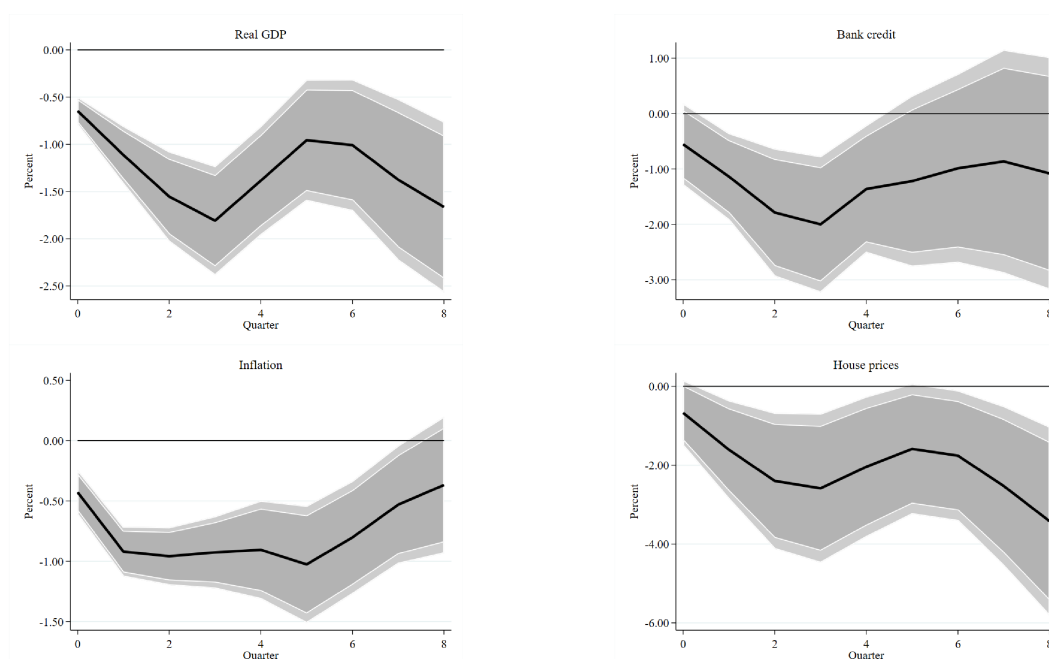 Real GDP
0.00
-0.50
-1.00
-1.50
-2.00
-2.50
Percent
0 2 4 6 8
Quarter
Bank credit
1.00
0.00
-1.00
-2.00
-3.00
Percent
0 2 4 6 8
Quarter
Inflation
0.50
0.00
-0.50
-1.00
-1.50
Percent
0 2 4 6 8
Quarter
House prices
0.00
-2.00
-4.00
-6.00
Percent
0 2 4 6 8
Quarter